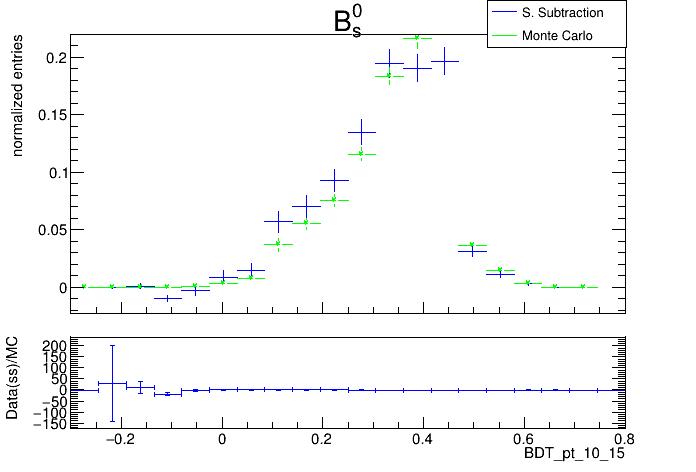 B⁰ₛ
S. Subtraction
Monte Carlo
normalized entries
0.2
0.15
0.1
0.05
0
Data(ss)/MC
200
150
100
50
0
−50
−100
−150
−0.2 0 0.2 0.4 0.6 0.8
BDT_pt_10_15